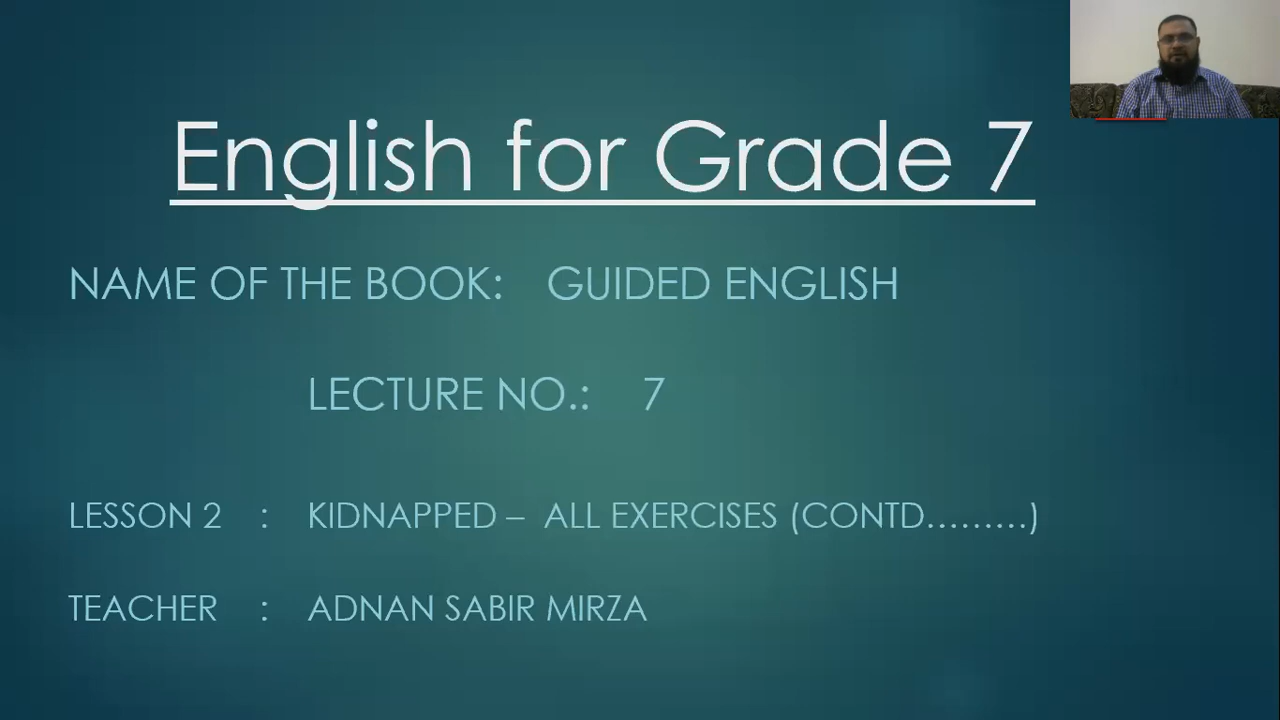 English for Grade 7
NAME OF THE BOOK: GUIDED ENGLISH
LECTURE NO.: 7
LESSON 2 : KIDNAPPED – ALL EXERCISES (CONTD.........)
TEACHER : ADNAN SABIR MIRZA